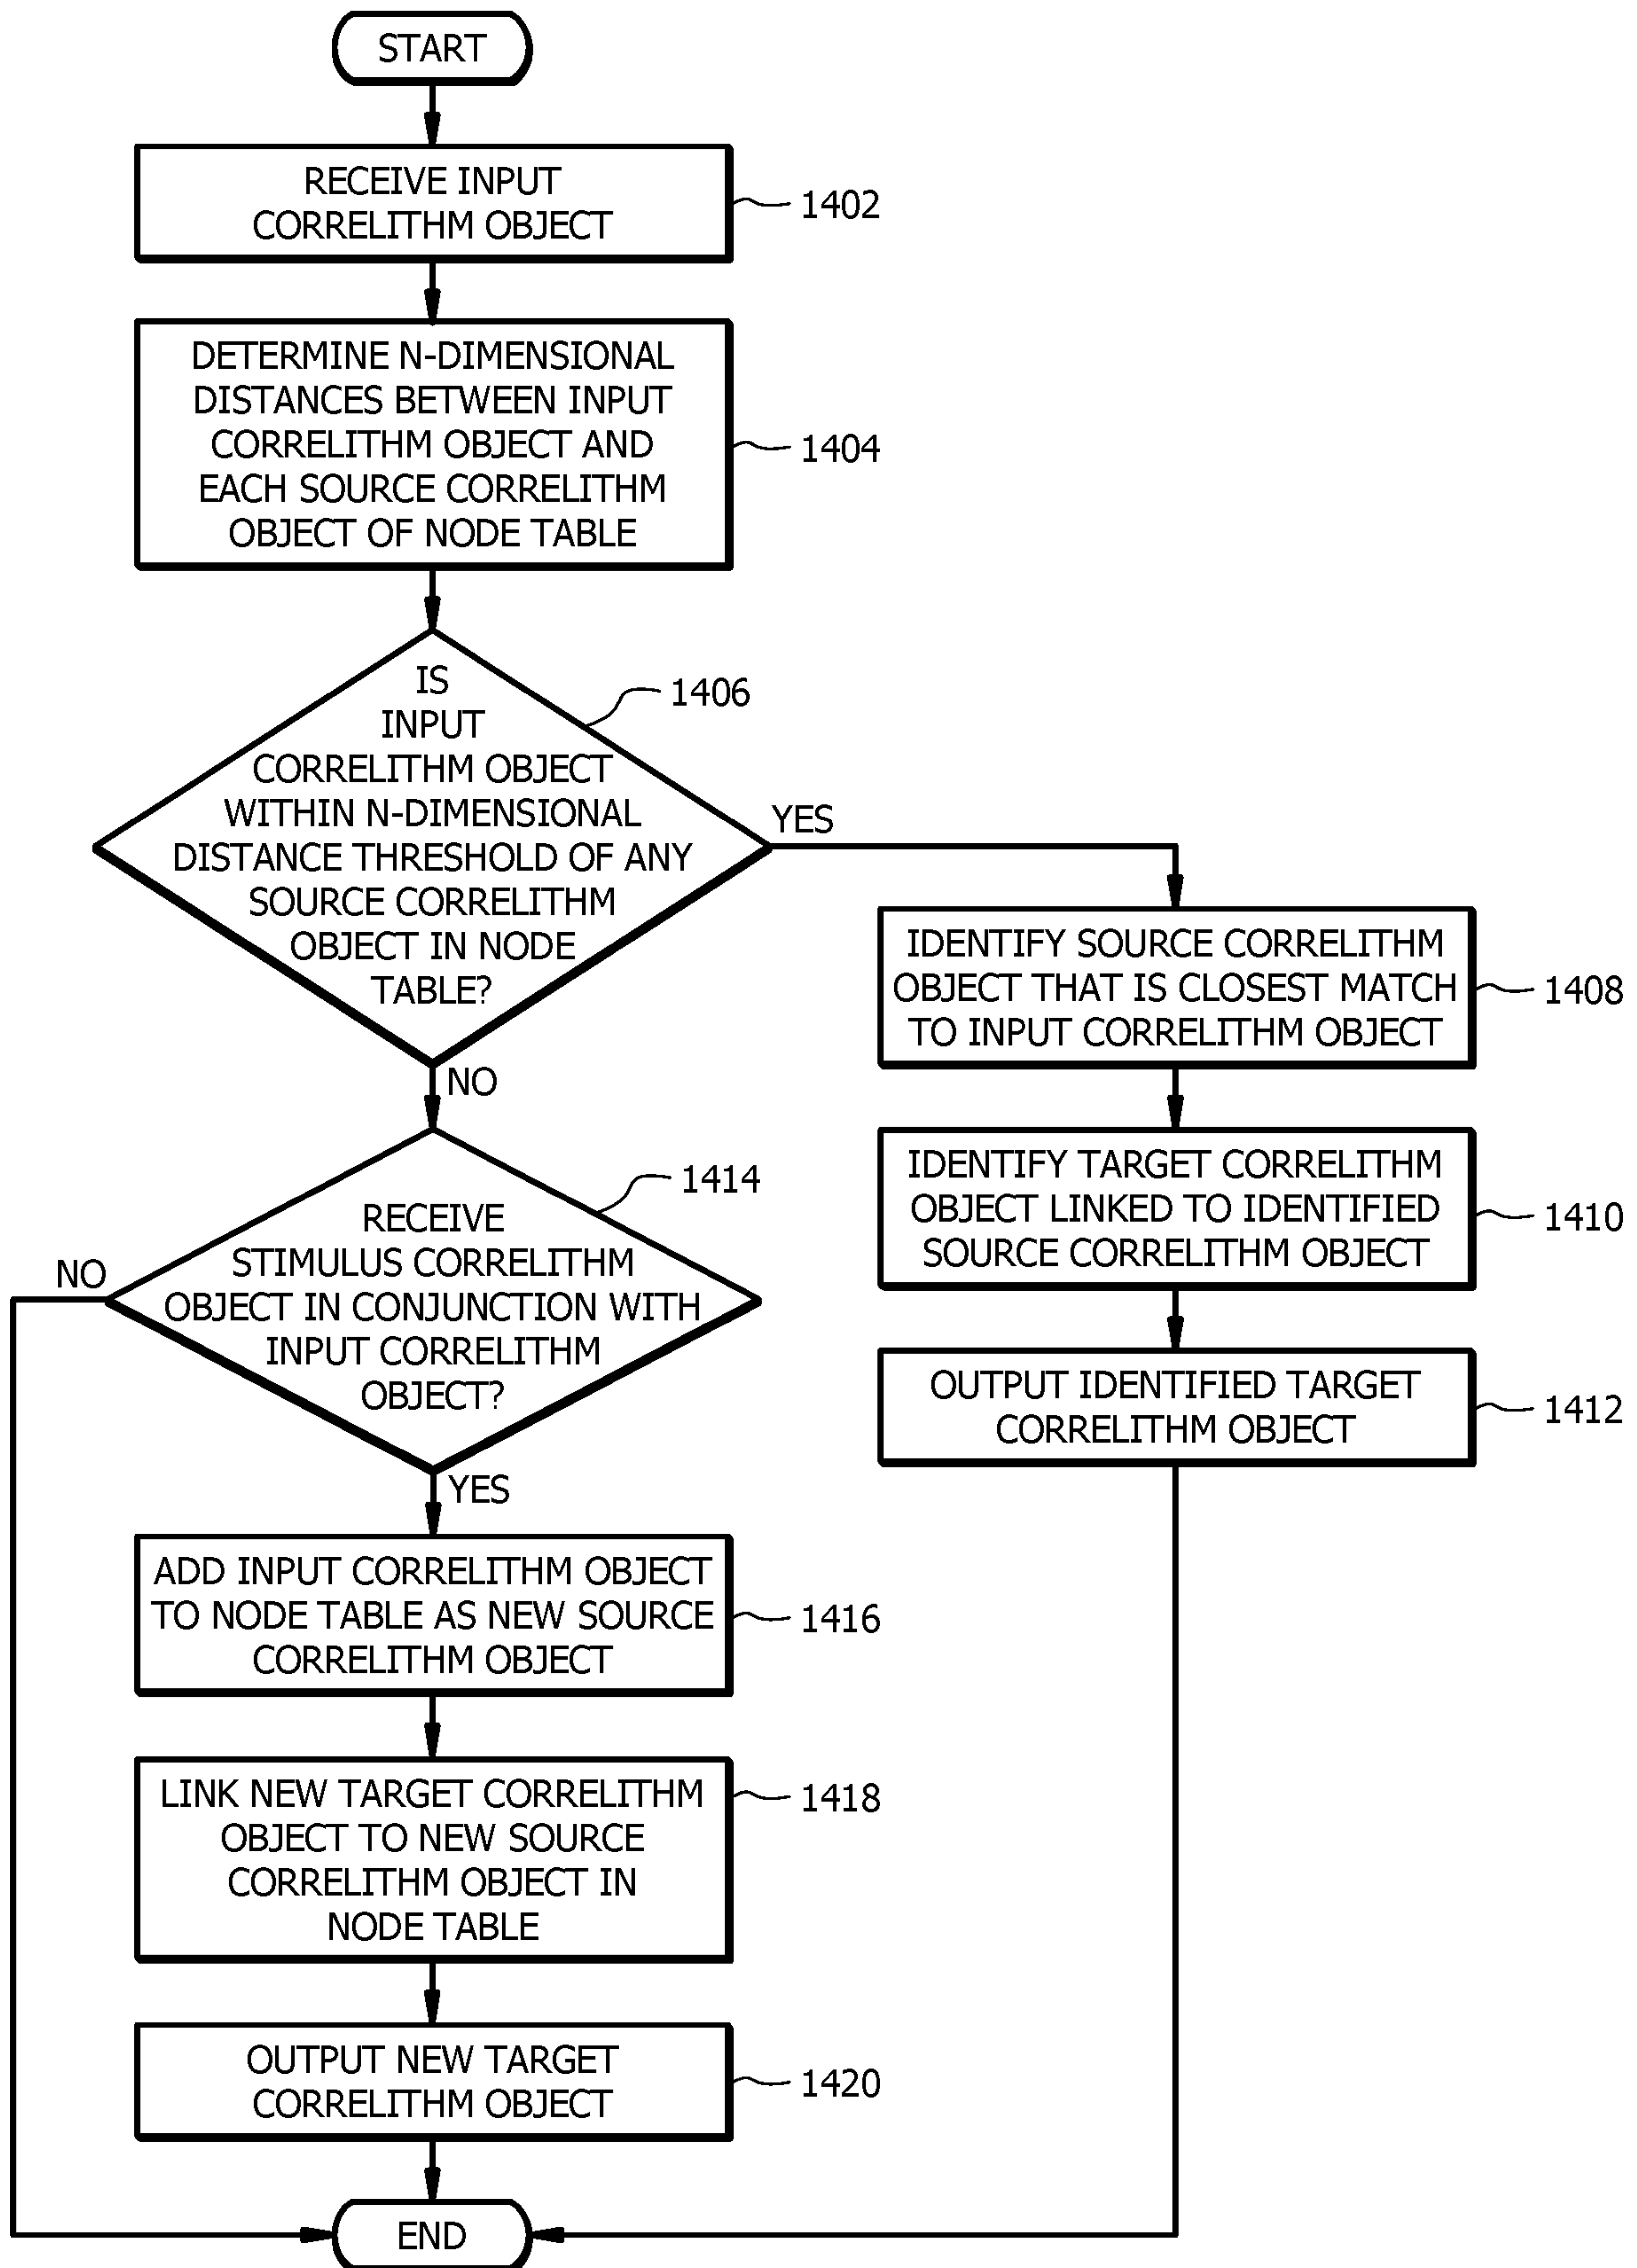 START
RECEIVE INPUT
CORRELITHM OBJECT
1402
DETERMINE N-DIMENSIONAL
DISTANCES BETWEEN INPUT
CORRELITHM OBJECT AND
EACH SOURCE CORRELITHM
OBJECT OF NODE TABLE
1404
IS
INPUT
CORRELITHM OBJECT
WITHIN N-DIMENSIONAL
DISTANCE THRESHOLD OF ANY
SOURCE CORRELITHM
OBJECT IN NODE
TABLE?
1406
YES
NO
IDENTIFY SOURCE CORRELITHM
OBJECT THAT IS CLOSEST MATCH
TO INPUT CORRELITHM OBJECT
1408
IDENTIFY TARGET CORRELITHM
OBJECT LINKED TO IDENTIFIED
SOURCE CORRELITHM OBJECT
1410
OUTPUT IDENTIFIED TARGET
CORRELITHM OBJECT
1412
RECEIVE
STIMULUS CORRELITHM
OBJECT IN CONJUNCTION WITH
INPUT CORRELITHM
OBJECT?
1414
NO
YES
ADD INPUT CORRELITHM OBJECT
TO NODE TABLE AS NEW SOURCE
CORRELITHM OBJECT
1416
LINK NEW TARGET CORRELITHM
OBJECT TO NEW SOURCE
CORRELITHM OBJECT IN
NODE TABLE
1418
OUTPUT NEW TARGET
CORRELITHM OBJECT
1420
END